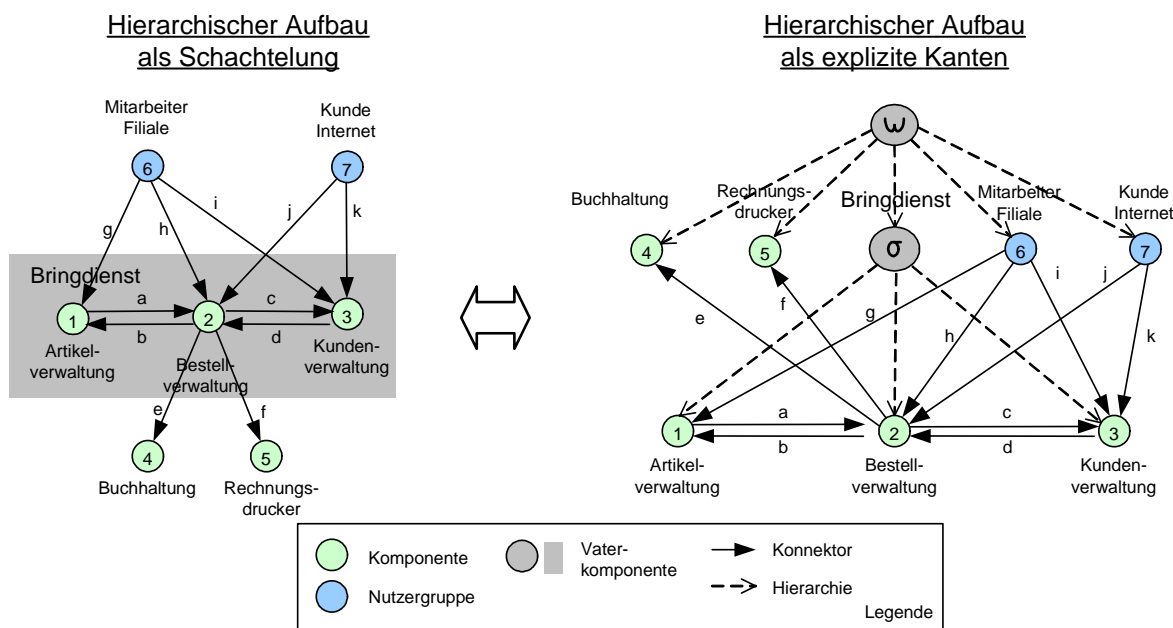 Hierarchischer Aufbau
als Schachtelung
Mitarbeiter
Filiale
Kunde
Internet
6
7
g
h
i
j
k
Bringdienst
1
a
b
2
c
d
3
Artikel-
verwaltung
Bestell-
verwaltung
Kunden-
verwaltung
e
f
4
5
Buchhaltung
Rechnungs-
drucker
Hierarchischer Aufbau
als explizite Kanten
ω
Buchhaltung
Rechnungs-
drucker
Bringdienst
Mitarbeiter
Filiale
Kunde
Internet
4
5
σ
6
7
e
f
g
h
i
j
k
1
a
b
2
c
d
3
Artikel-
verwaltung
Bestell-
verwaltung
Kunden-
verwaltung
Komponente
Nutzergruppe
Vater-
komponente
Konnektor
Hierarchie
Legende